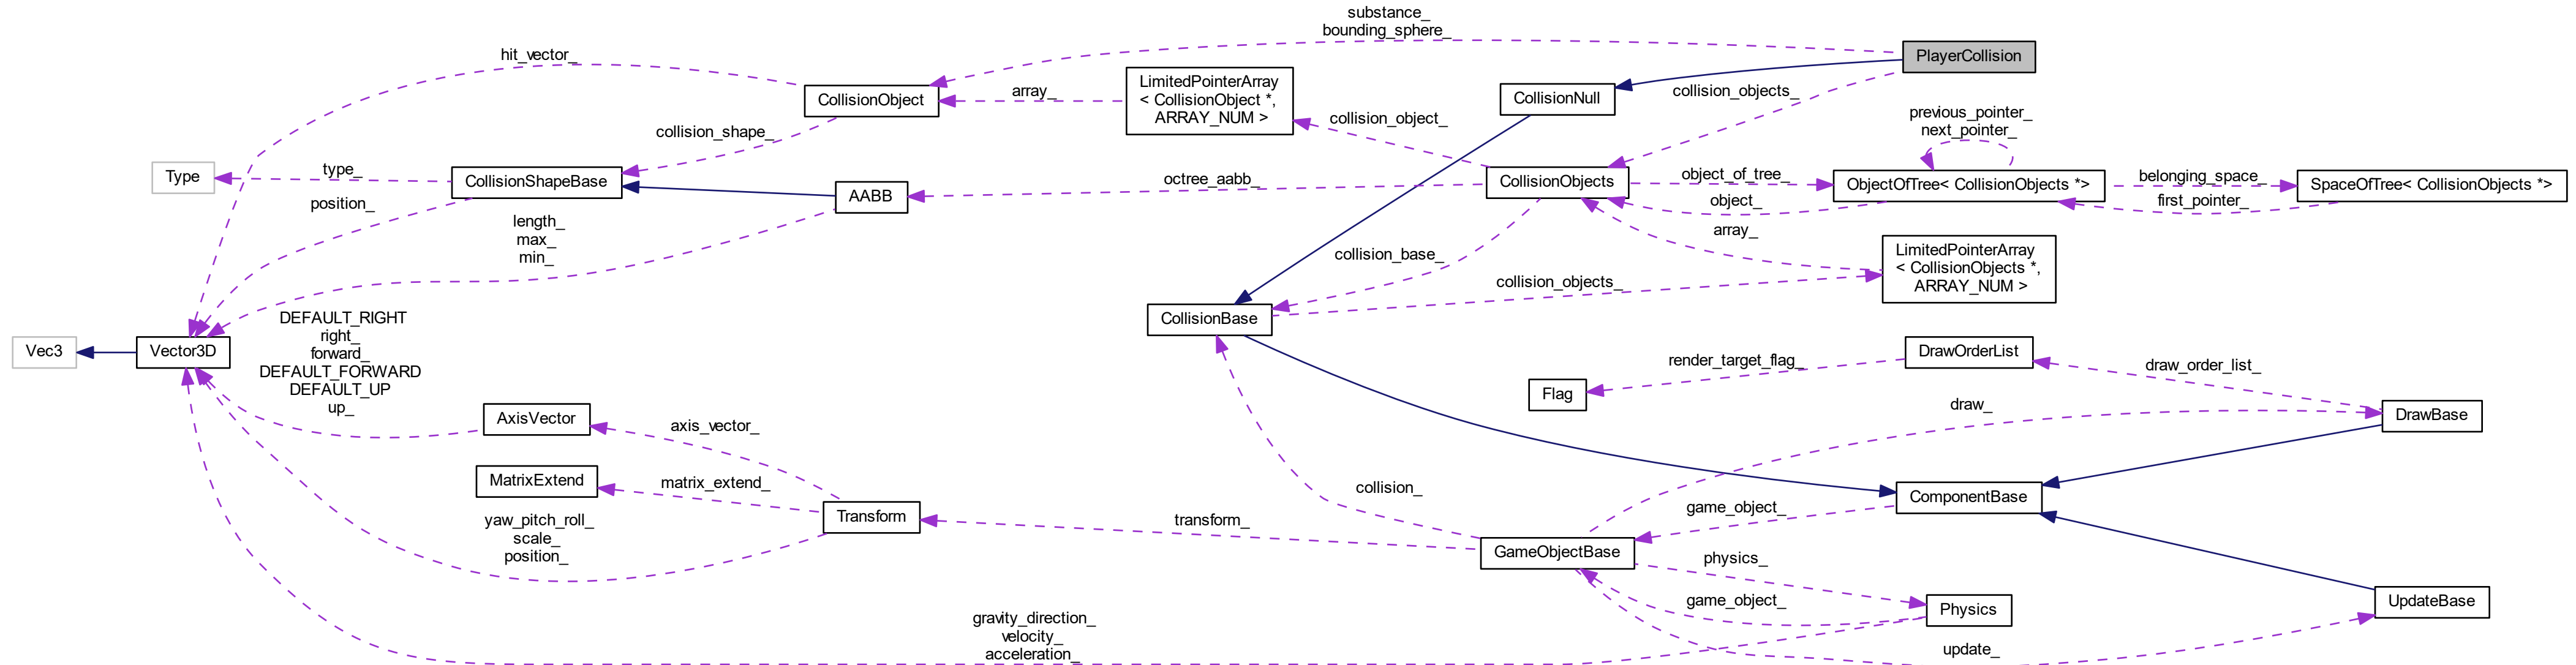 substance_
bounding_sphere_
hit_vector_
PlayerCollision
CollisionObject
LimitedPointerArray
< CollisionObject *,
ARRAY_NUM >
array_
CollisionNull
collision_objects_
previous_pointer_
next_pointer_
collision_shape_
collision_object_
Type
type_
CollisionShapeBase
AABB
octree_aabb_
CollisionObjects
object_of_tree_
object_
ObjectOfTree< CollisionObjects *>
belonging_space_
first_pointer_
SpaceOfTree< CollisionObjects *>
position_
length_
max_
min_
array_
LimitedPointerArray
< CollisionObjects *,
ARRAY_NUM >
collision_base_
collision_objects_
CollisionBase
Vec3
Vector3D
DEFAULT_RIGHT
right_
forward_
DEFAULT_FORWARD
DEFAULT_UP
up_
render_target_flag_
DrawOrderList
draw_order_list_
Flag
draw_
DrawBase
AxisVector
axis_vector_
MatrixExtend
matrix_extend_
collision_
ComponentBase
game_object_
Transform
transform_
yaw_pitch_roll_
scale_
position_
GameObjectBase
physics_
game_object_
Physics
UpdateBase
gravity_direction_
velocity_
acceleration_
update_